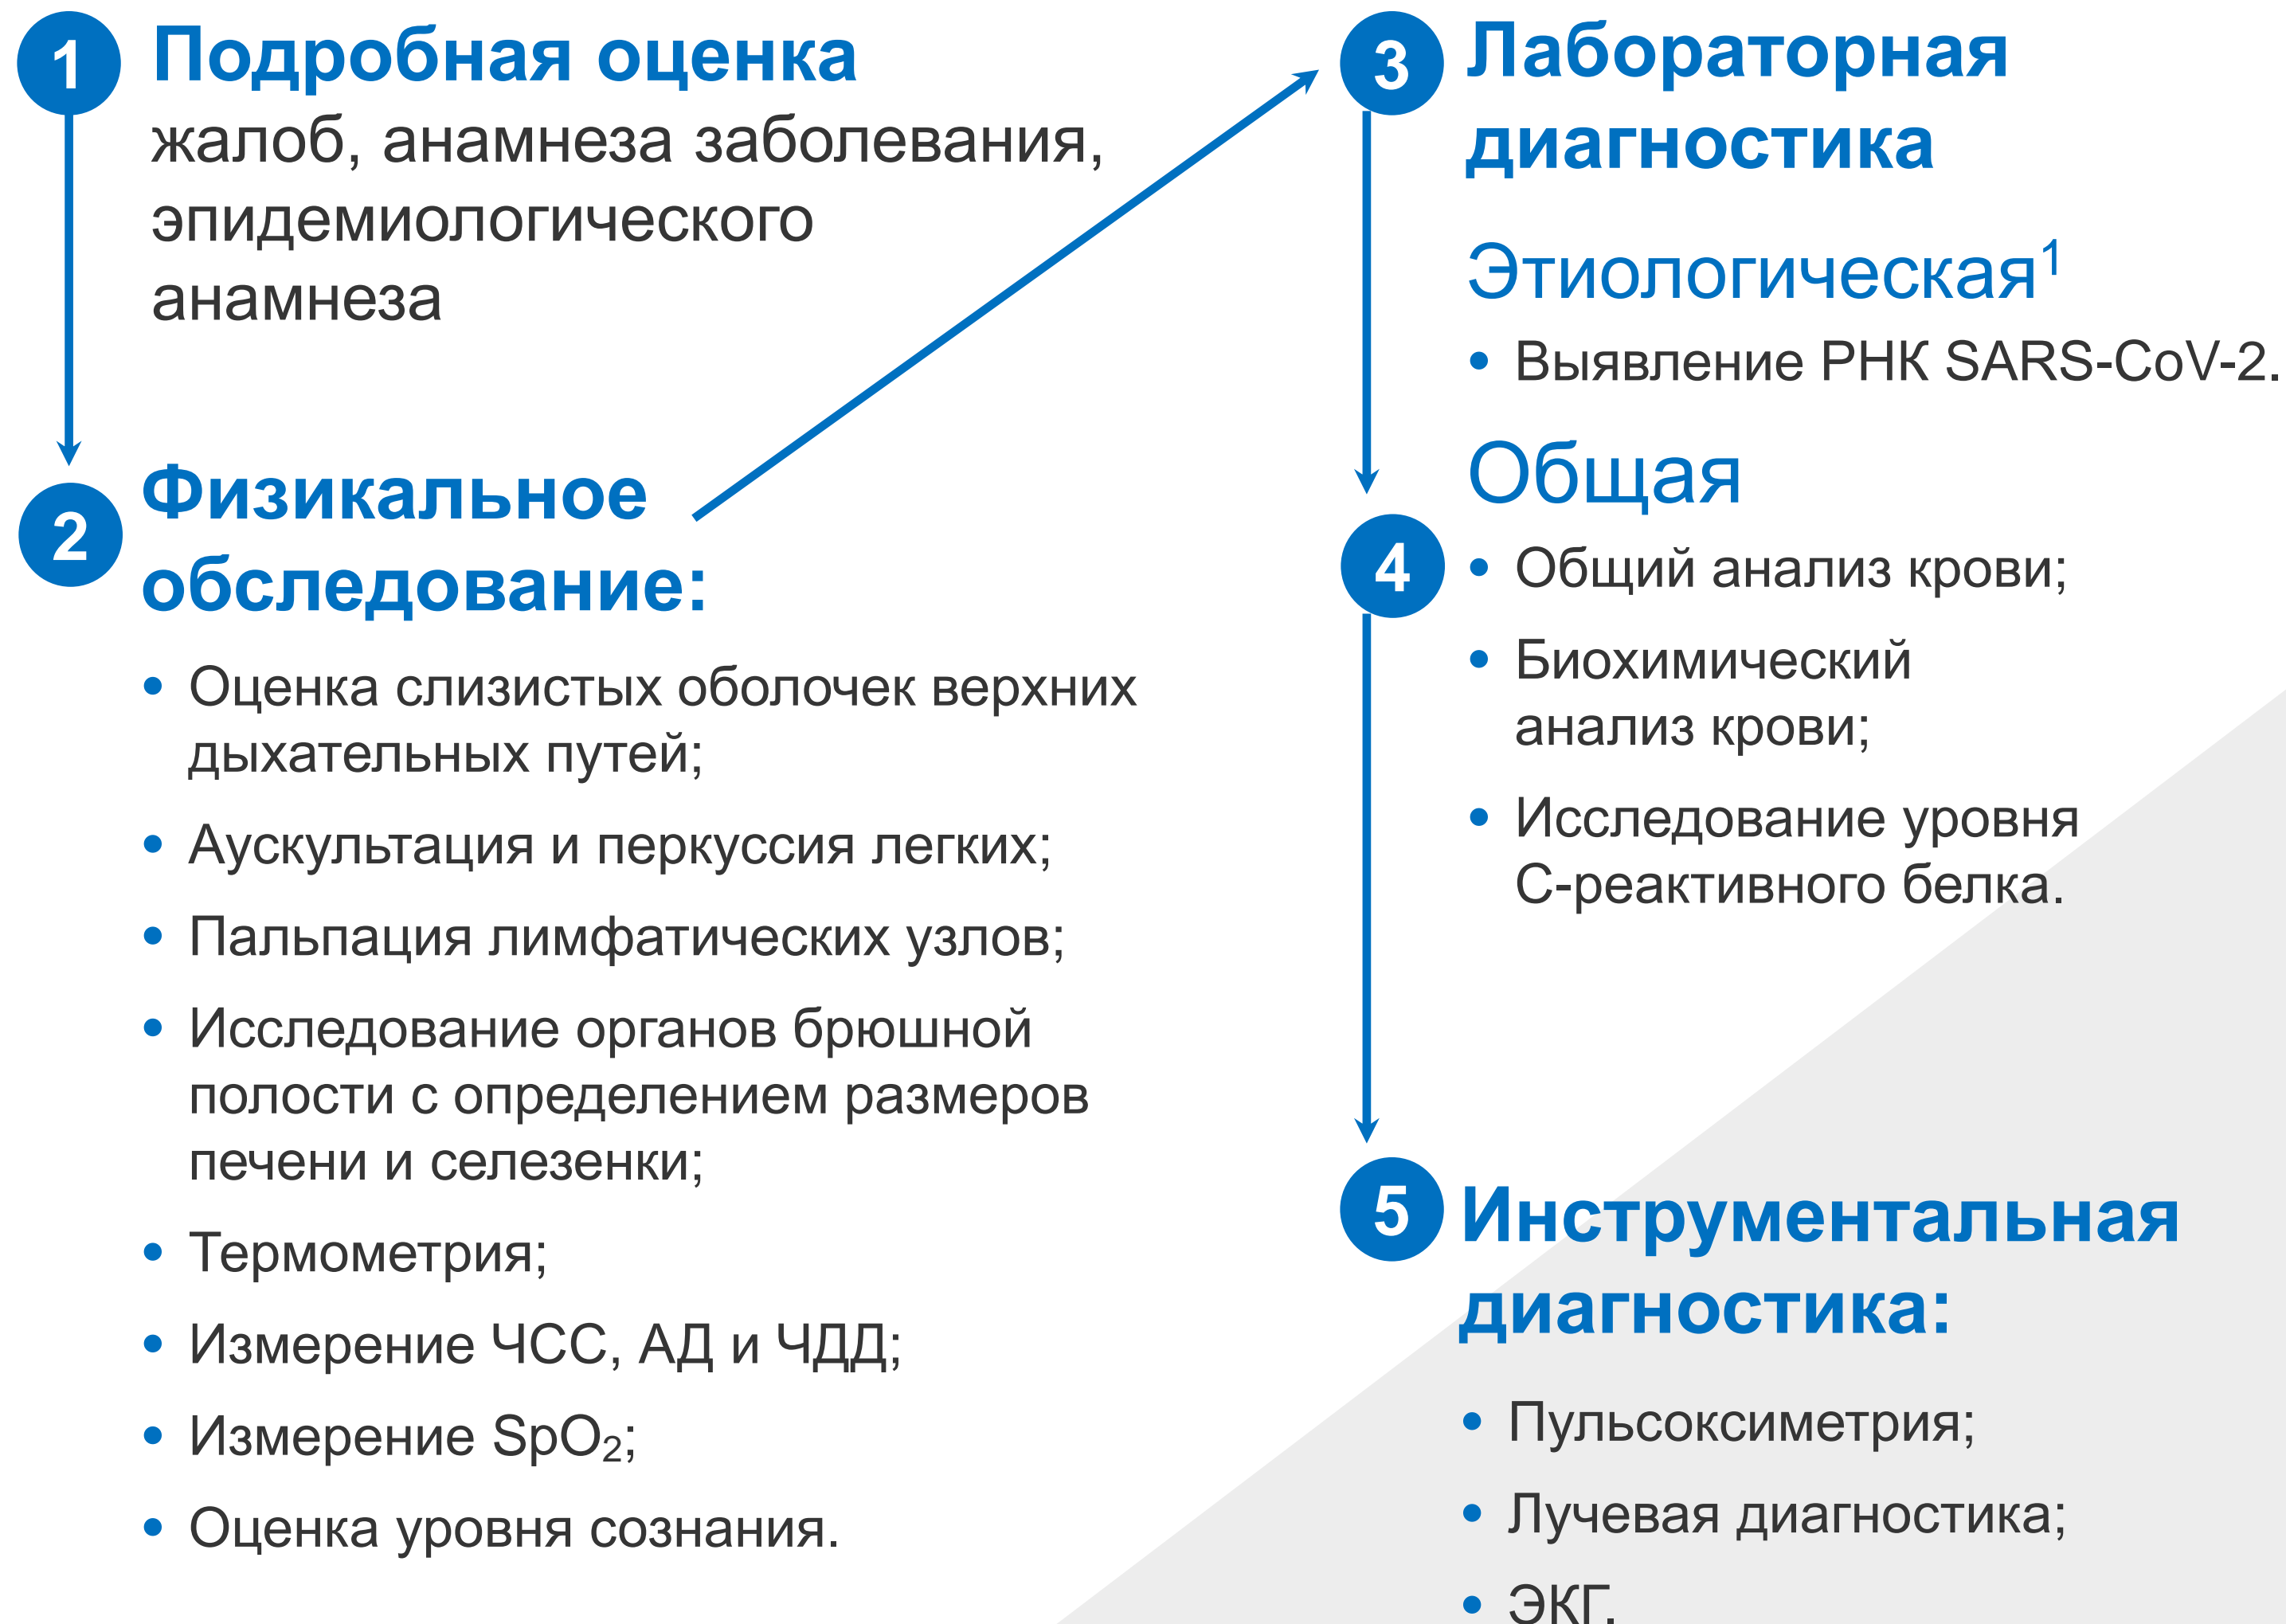 1
Подробная оценка
жалоб, анамнеза заболевания,
эпидемиологического
анамнеза
2
Физикальное
обследование:
• Оценка слизистых оболочек верхних
дыхательных путей;
• Аускультация и перкуссия легких;
• Пальпация лимфатических узлов;
• Исследование органов брюшной
полости с определением размеров
печени и селезенки;
• Термометрия;
• Измерение ЧСС, АД и ЧДД;
• Измерение SpO₂;
• Оценка уровня сознания.
3
Лабораторная
диагностика
Этиологическая¹
• Выявление РНК SARS-CoV-2.
Общая
4
• Общий анализ крови;
• Биохимический
анализ крови;
• Исследование уровня
С-реактивного белка.
5
Инструментальная
диагностика:
• Пульсоксиметрия;
• Лучевая диагностика;
• ЭКГ.